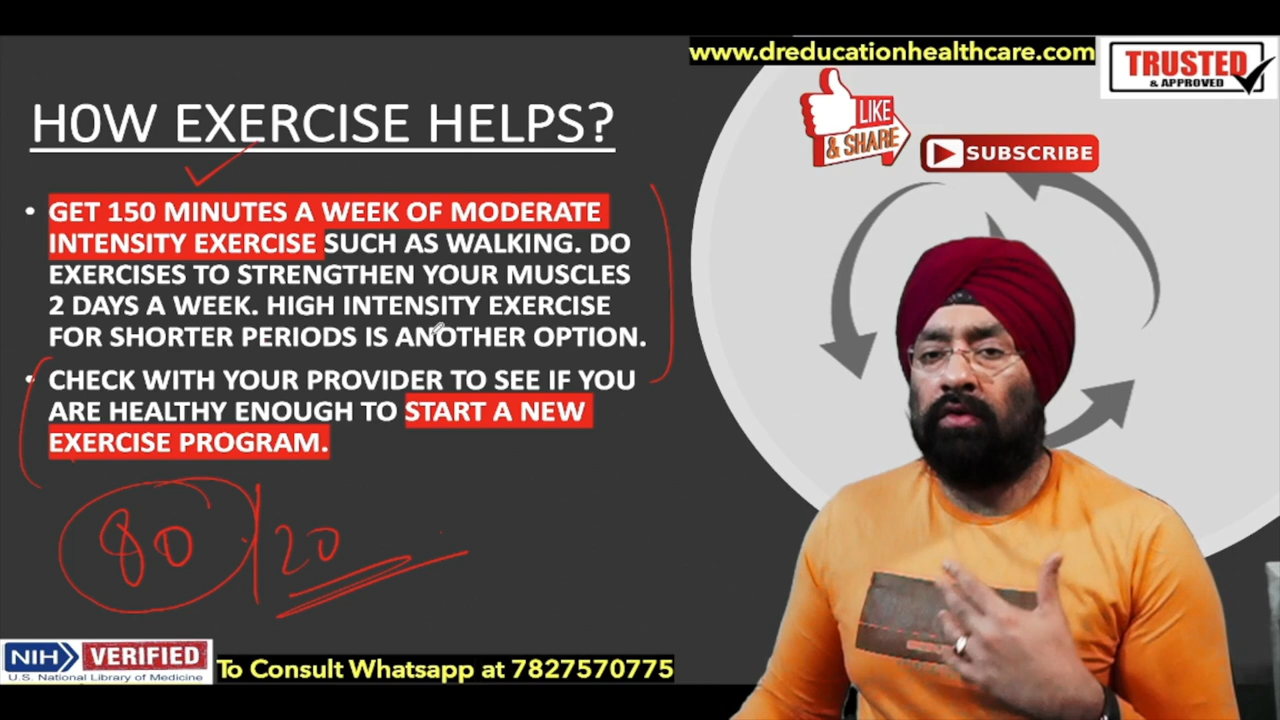 www.dreducationhealthcare.com
TRUSTED
& APPROVED
LIKE
& SHARE
SUBSCRIBE
HOW EXERCISE HELPS?
• GET 150 MINUTES A WEEK OF MODERATE
INTENSITY EXERCISE SUCH AS WALKING. DO
EXERCISES TO STRENGTHEN YOUR MUSCLES
2 DAYS A WEEK. HIGH INTENSITY EXERCISE
FOR SHORTER PERIODS IS ANOTHER OPTION.
• CHECK WITH YOUR PROVIDER TO SEE IF YOU
ARE HEALTHY ENOUGH TO START A NEW
EXERCISE PROGRAM.
80 | 20
NIH VERIFIED
U.S. National Library of Medicine
To Consult Whatsapp at 7827570775